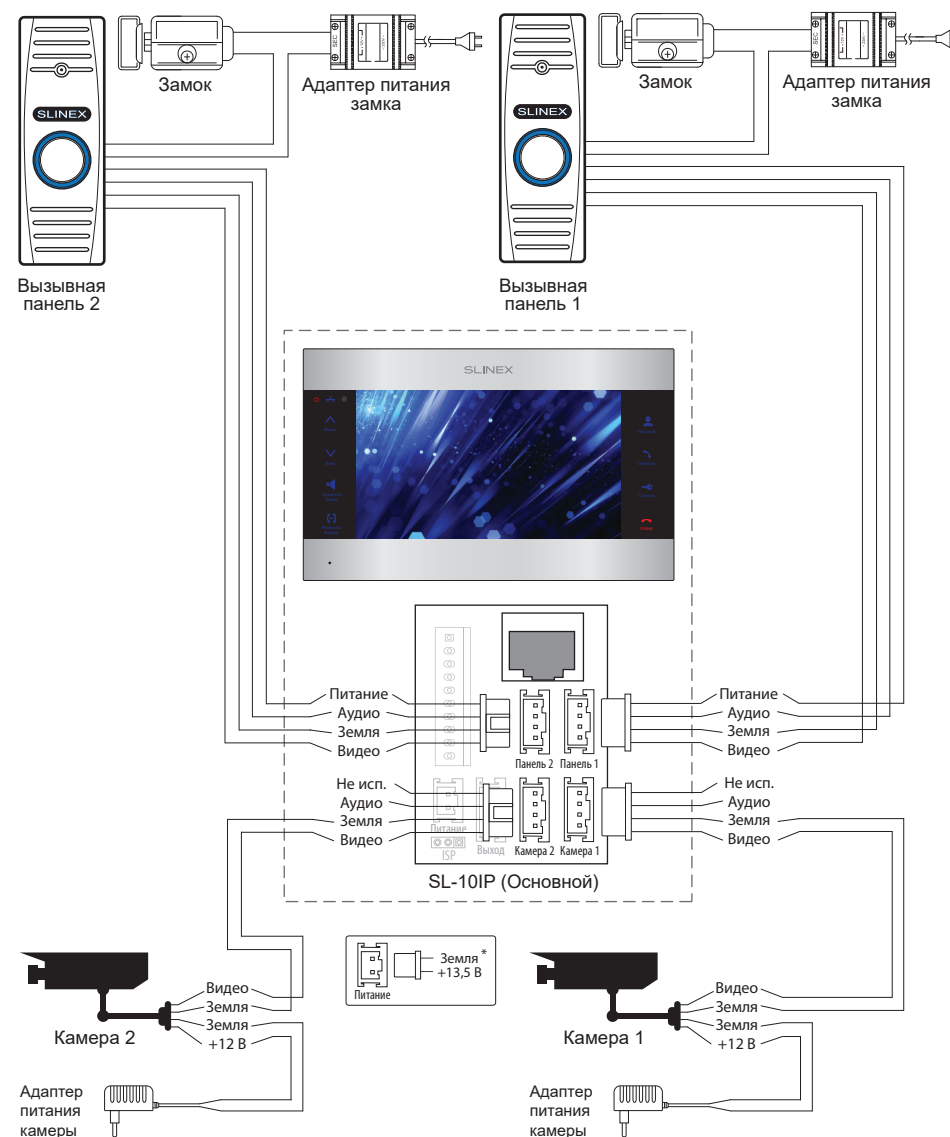 SEC
SEC
Замок
Адаптер питания
замка
Замок
Адаптер питания
замка
SLINEX
SLINEX
Вызывная
панель 2
Вызывная
панель 1
SLINEX
Питание
Аудио
Земля
Видео
Питание
Аудио
Земля
Видео
Панель 2
Панель 1
Не исп.
Аудио
Земля
Видео
Не исп.
Аудио
Земля
Видео
Питание
ISP
Выход
Камера 2
Камера 1
SL-10IP (Основной)
Земля *
+13,5 В
Питание
Видео
Земля
Земля
+12 В
Камера 2
Видео
Земля
Земля
+12 В
Камера 1
Адаптер
питания
камеры
Адаптер
питания
камеры